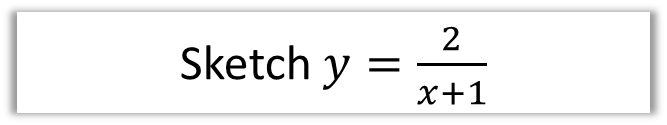 Sketch y = 2/(x+1)